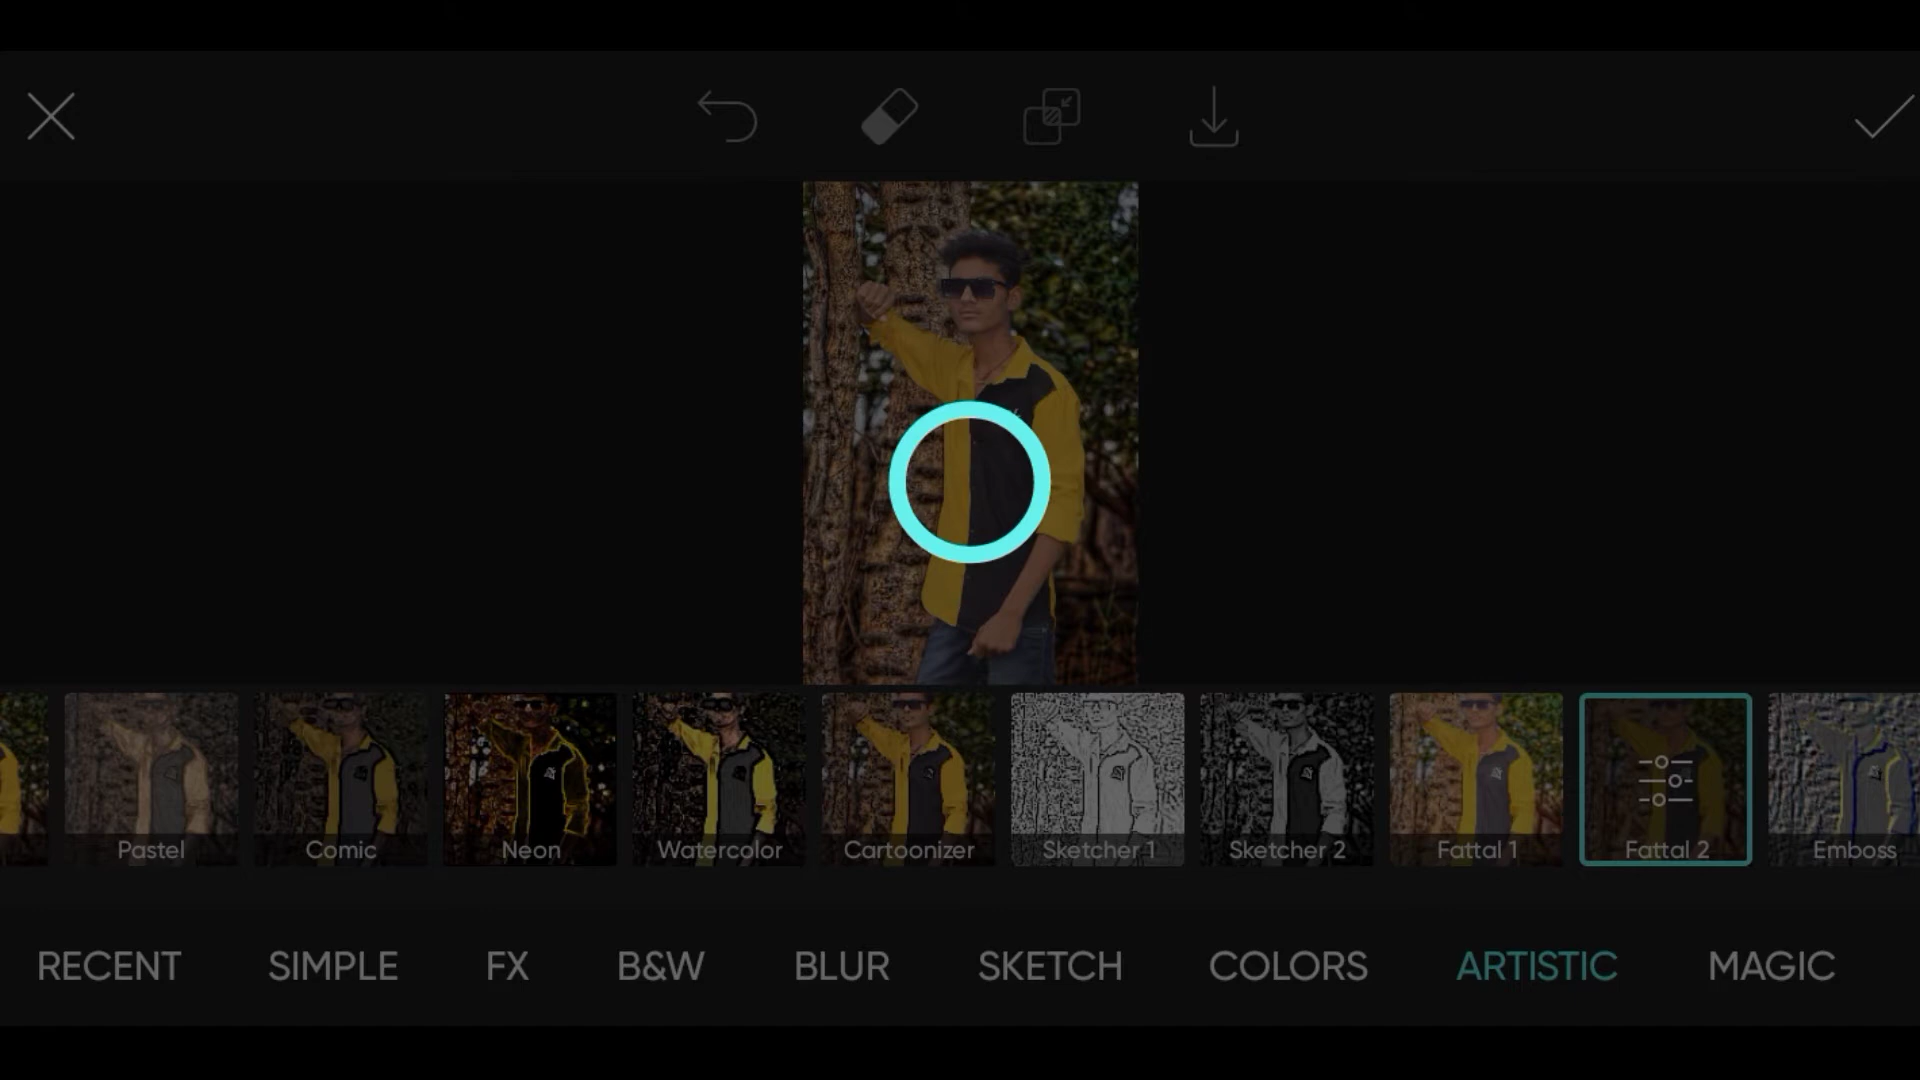 Pastel
Comic
Neon
Watercolor
Cartoonizer
Sketcher 1
Sketcher 2
Fattal 1
Fattal 2
Emboss
RECENT
SIMPLE
FX
B&W
BLUR
SKETCH
COLORS
ARTISTIC
MAGIC